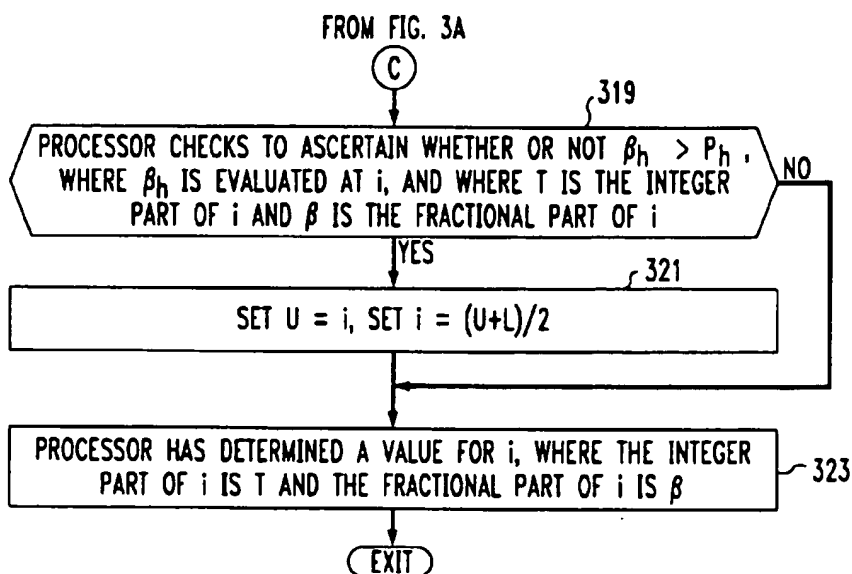 FROM FIG. 3A
C
319
PROCESSOR CHECKS TO ASCERTAIN WHETHER OR NOT βh > Ph ,
WHERE βh IS EVALUATED AT i, AND WHERE T IS THE INTEGER
PART OF i AND β IS THE FRACTIONAL PART OF i
NO
YES
321
SET U = i, SET i = (U+L)/2
PROCESSOR HAS DETERMINED A VALUE FOR i, WHERE THE INTEGER
PART OF i IS T AND THE FRACTIONAL PART OF i IS β
323
EXIT